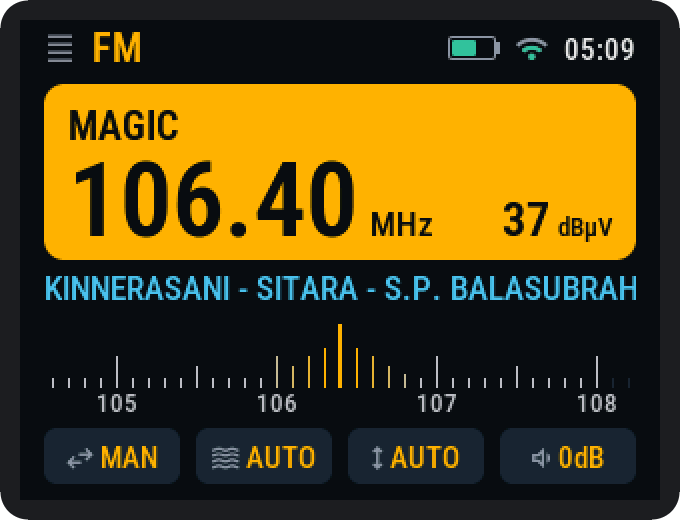 FM 05:09
MAGIC
106.40 MHz 37 dBµV
KINNERASANI - SITARA - S.P. BALASUBRAH
105 106 107 108
MAN AUTO AUTO 0dB